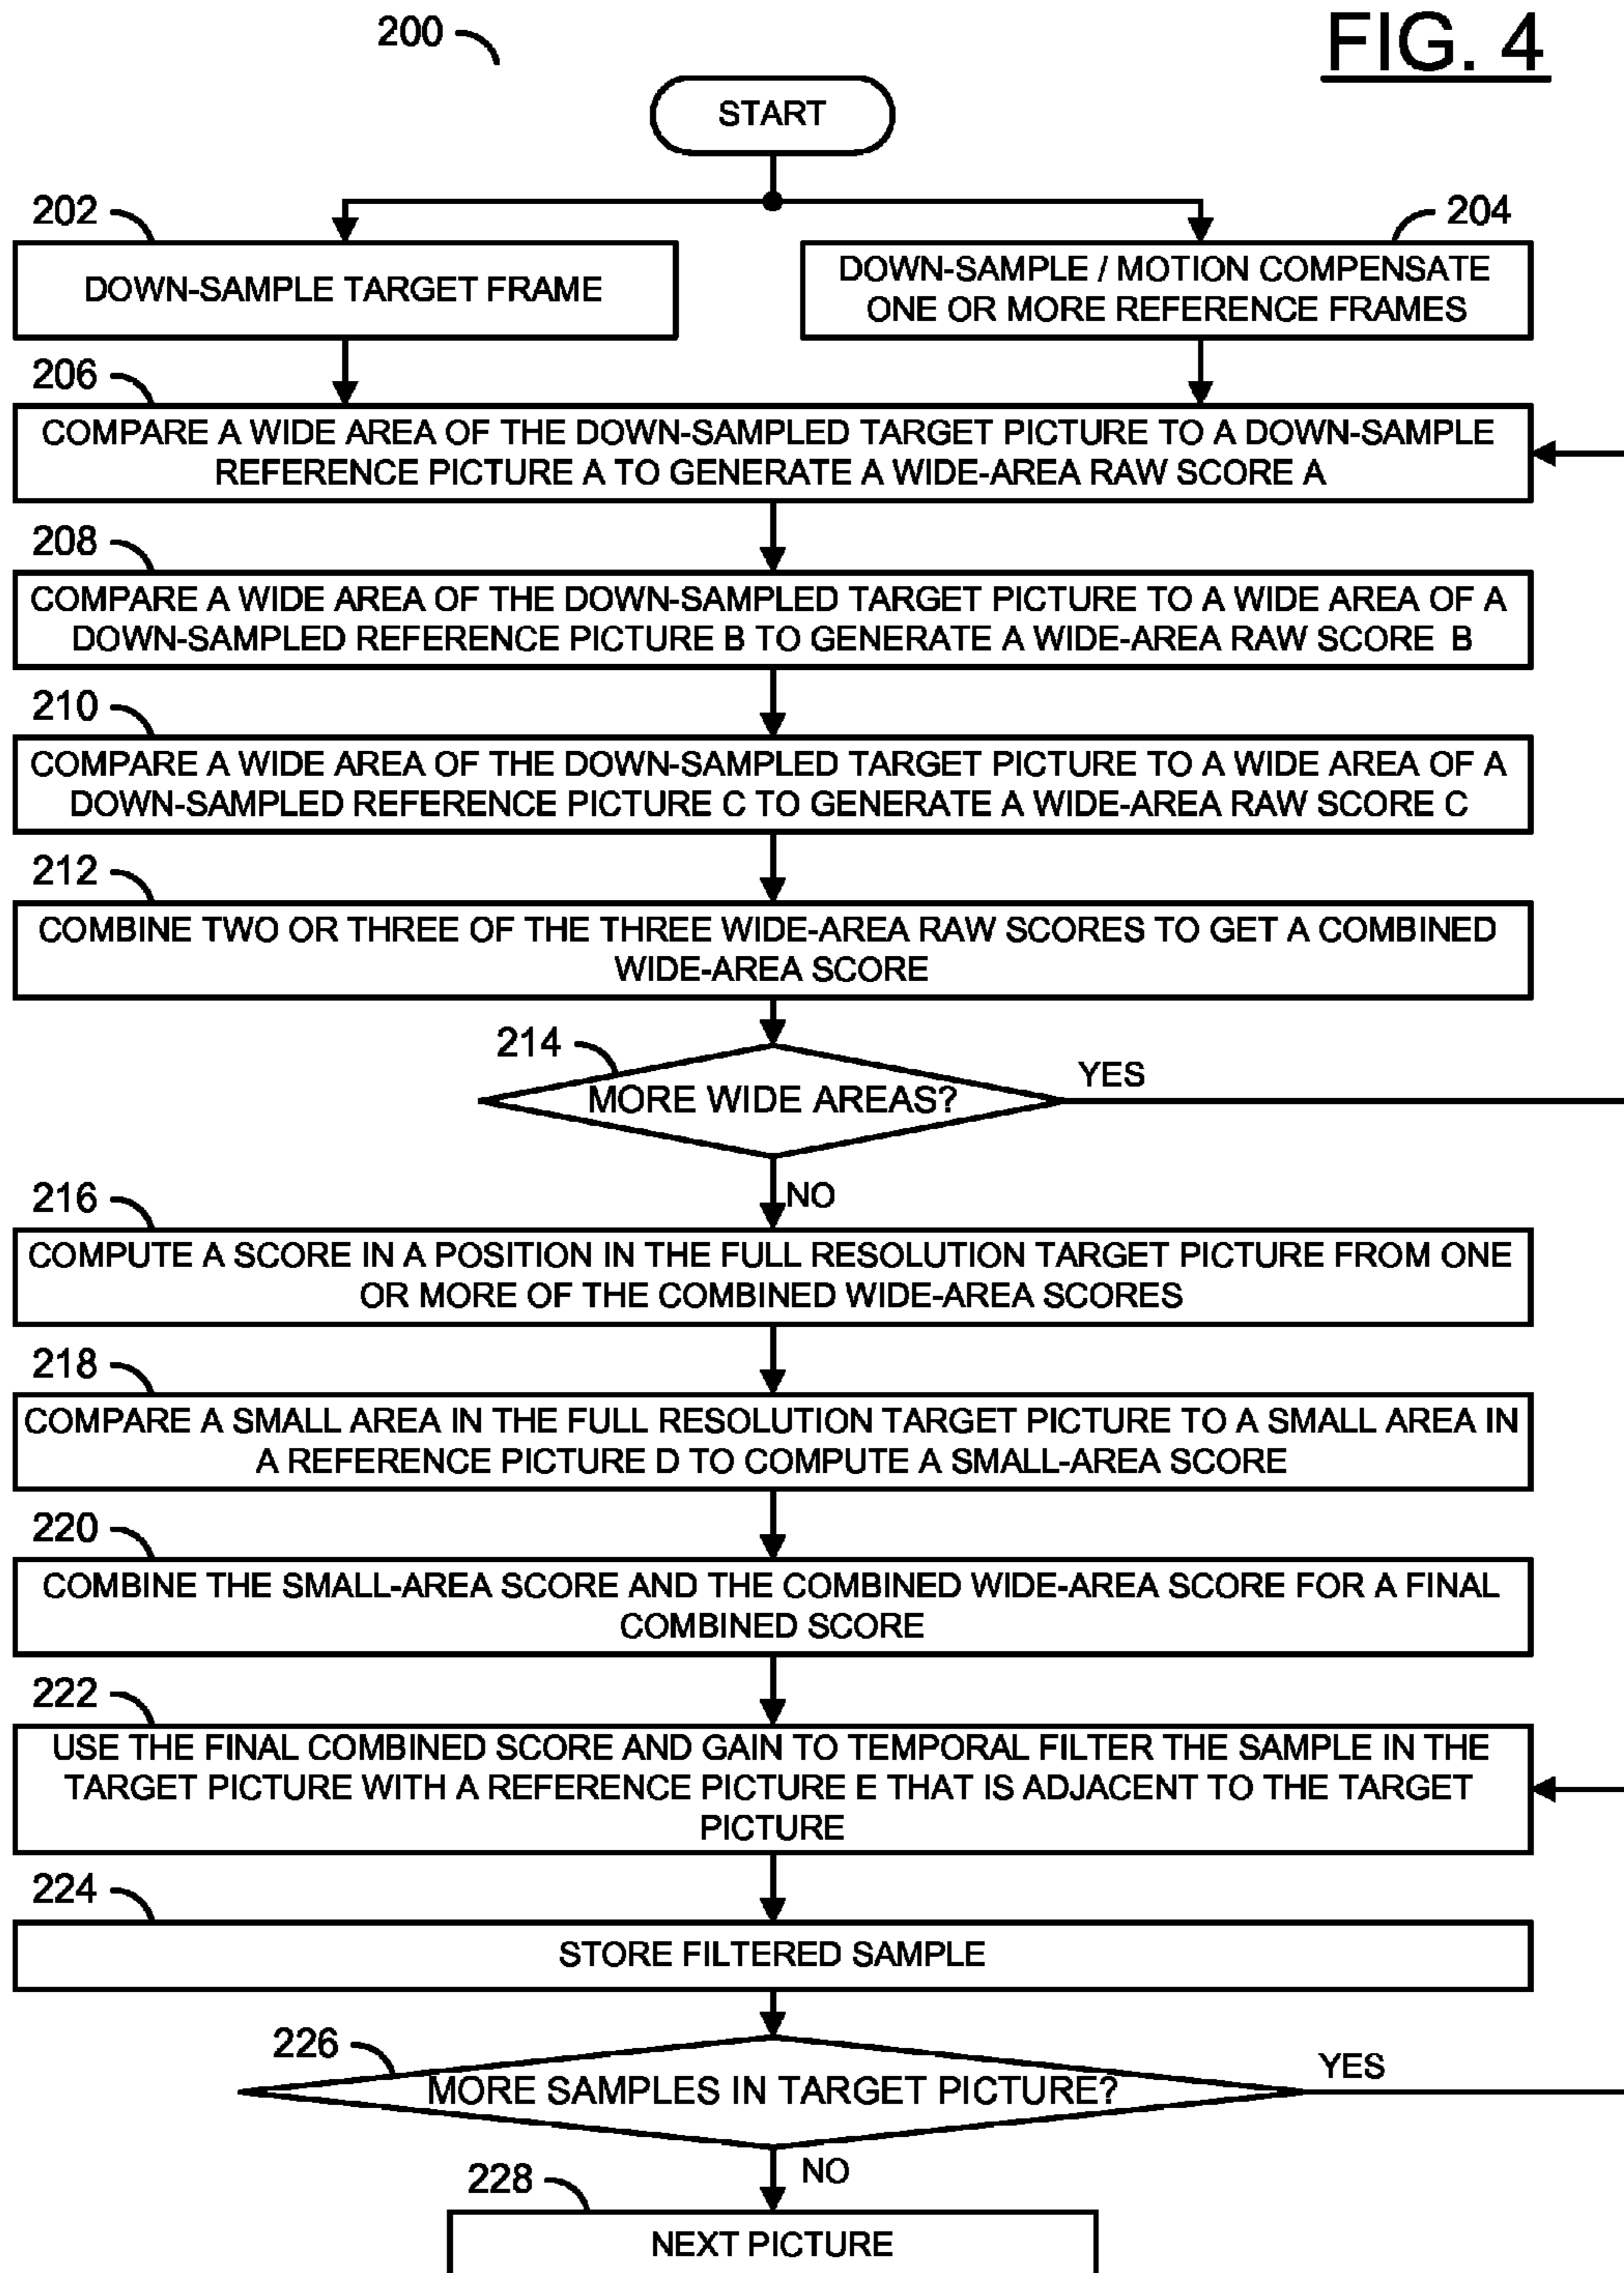 200
FIG. 4
START
202
204
DOWN-SAMPLE TARGET FRAME
DOWN-SAMPLE / MOTION COMPENSATE
ONE OR MORE REFERENCE FRAMES
206
COMPARE A WIDE AREA OF THE DOWN-SAMPLED TARGET PICTURE TO A DOWN-SAMPLE
REFERENCE PICTURE A TO GENERATE A WIDE-AREA RAW SCORE A
208
COMPARE A WIDE AREA OF THE DOWN-SAMPLED TARGET PICTURE TO A WIDE AREA OF A
DOWN-SAMPLED REFERENCE PICTURE B TO GENERATE A WIDE-AREA RAW SCORE B
210
COMPARE A WIDE AREA OF THE DOWN-SAMPLED TARGET PICTURE TO A WIDE AREA OF A
DOWN-SAMPLED REFERENCE PICTURE C TO GENERATE A WIDE-AREA RAW SCORE C
212
COMBINE TWO OR THREE OF THE THREE WIDE-AREA RAW SCORES TO GET A COMBINED
WIDE-AREA SCORE
214
MORE WIDE AREAS?
YES
NO
216
COMPUTE A SCORE IN A POSITION IN THE FULL RESOLUTION TARGET PICTURE FROM ONE
OR MORE OF THE COMBINED WIDE-AREA SCORES
218
COMPARE A SMALL AREA IN THE FULL RESOLUTION TARGET PICTURE TO A SMALL AREA IN
A REFERENCE PICTURE D TO COMPUTE A SMALL-AREA SCORE
220
COMBINE THE SMALL-AREA SCORE AND THE COMBINED WIDE-AREA SCORE FOR A FINAL
COMBINED SCORE
222
USE THE FINAL COMBINED SCORE AND GAIN TO TEMPORAL FILTER THE SAMPLE IN THE
TARGET PICTURE WITH A REFERENCE PICTURE E THAT IS ADJACENT TO THE TARGET
PICTURE
224
STORE FILTERED SAMPLE
226
MORE SAMPLES IN TARGET PICTURE?
YES
NO
228
NEXT PICTURE